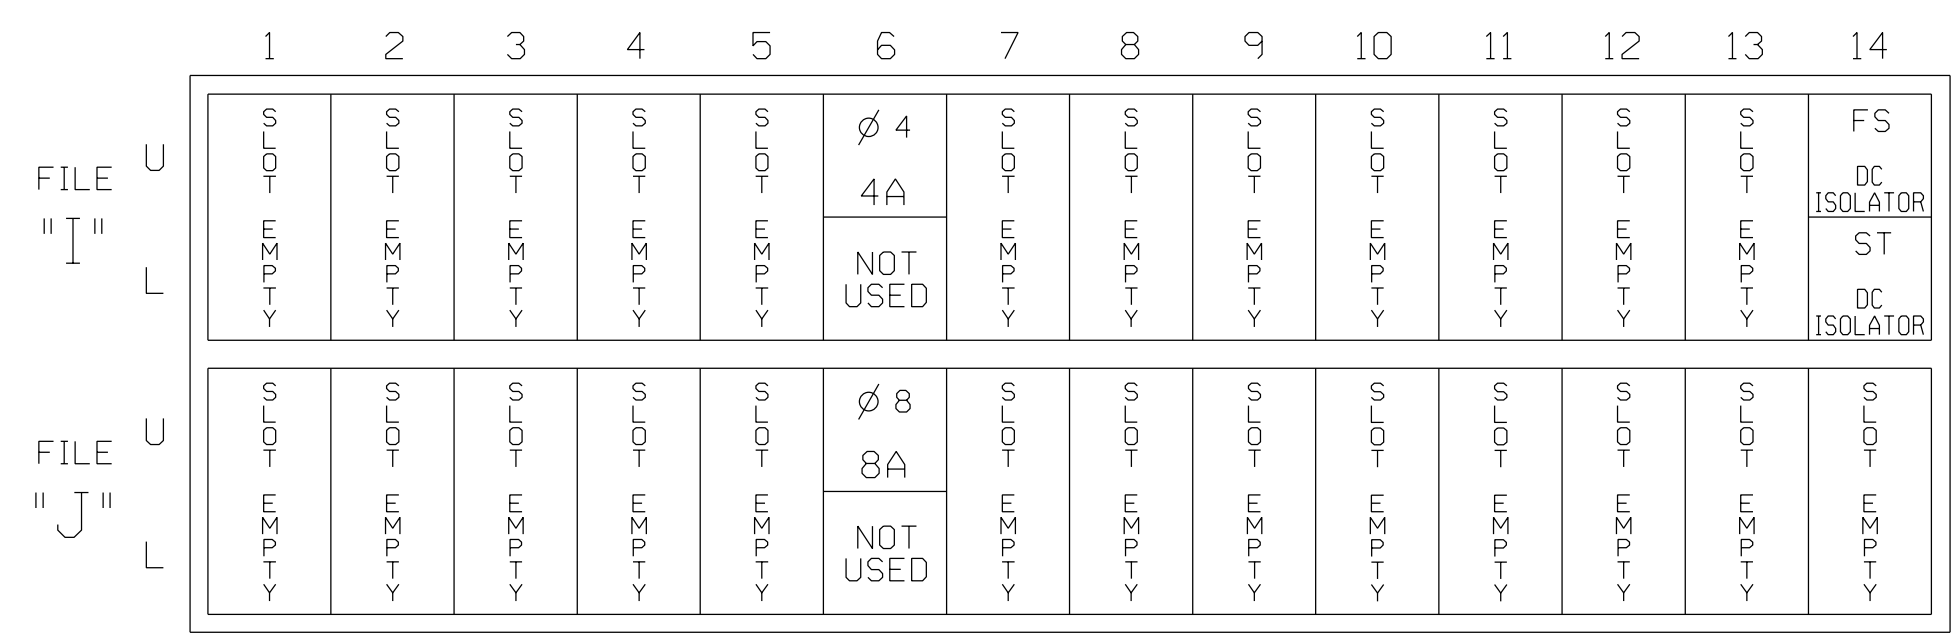 1 2 3 4 5 6 7 8 9 10 11 12 13 14
FILE
"I"
U
L
SLOT EMPTY
SLOT EMPTY
SLOT EMPTY
SLOT EMPTY
SLOT EMPTY
Ø 4
4A
NOT
USED
SLOT EMPTY
SLOT EMPTY
SLOT EMPTY
SLOT EMPTY
SLOT EMPTY
SLOT EMPTY
SLOT EMPTY
FS
DC
ISOLATOR
ST
DC
ISOLATOR
FILE
"J"
U
L
SLOT EMPTY
SLOT EMPTY
SLOT EMPTY
SLOT EMPTY
SLOT EMPTY
Ø 8
8A
NOT
USED
SLOT EMPTY
SLOT EMPTY
SLOT EMPTY
SLOT EMPTY
SLOT EMPTY
SLOT EMPTY
SLOT EMPTY
SLOT EMPTY